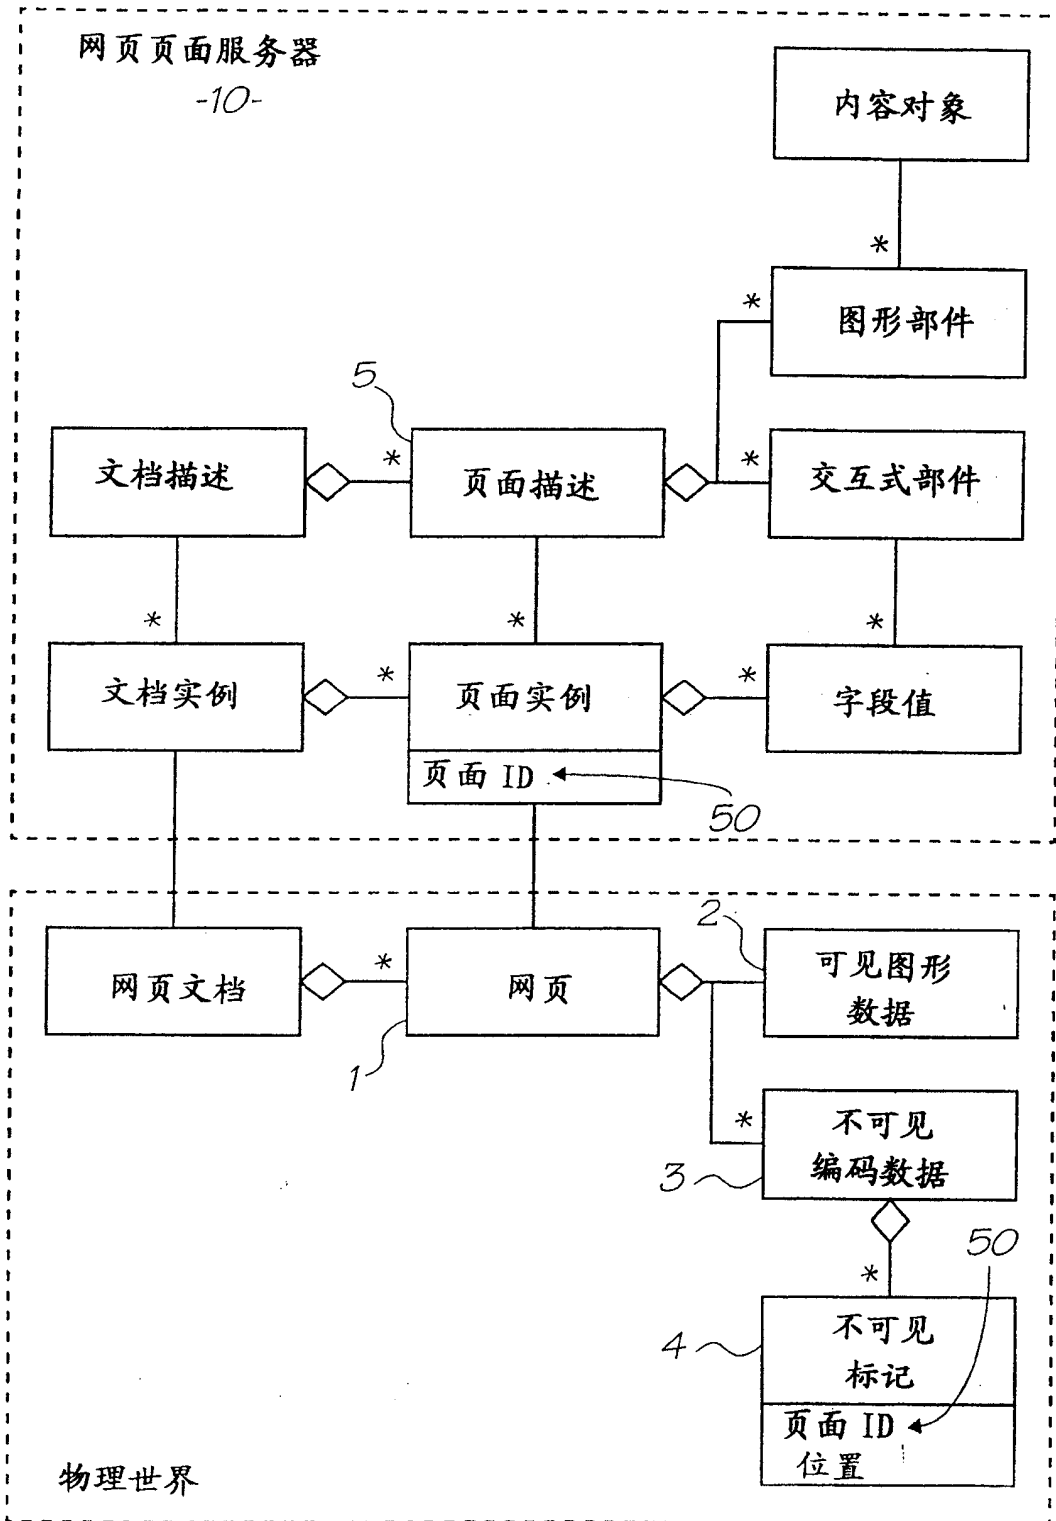 网页页面服务器
-10-
内容对象
*
*
图形部件
5
文档描述
*
页面描述
*
交互式部件
*
*
*
文档实例
*
页面实例
*
字段值
页面 ID
50
2
网页文档
*
网页
可见图形
数据
1
*
不可见
编码数据
3
50
*
4
不可见
标记
页面 ID
位置
物理世界